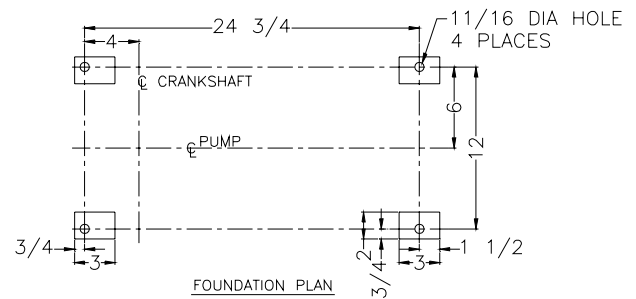 24 3/4
11/16 DIA HOLE
4 PLACES
4
℄ CRANKSHAFT
6
℄ PUMP
12
3/4
3
2
3/4
3
1 1/2
FOUNDATION PLAN